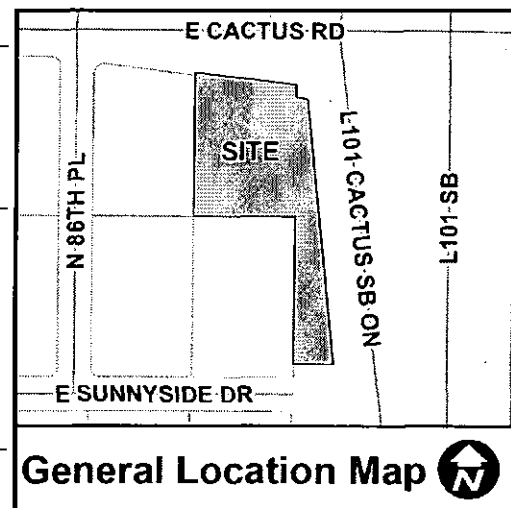 E CACTUS RD
SITE
N 86TH PL
L101-CACTUS SB ON
L101-SB
E SUNNYSIDE DR
General Location Map
N